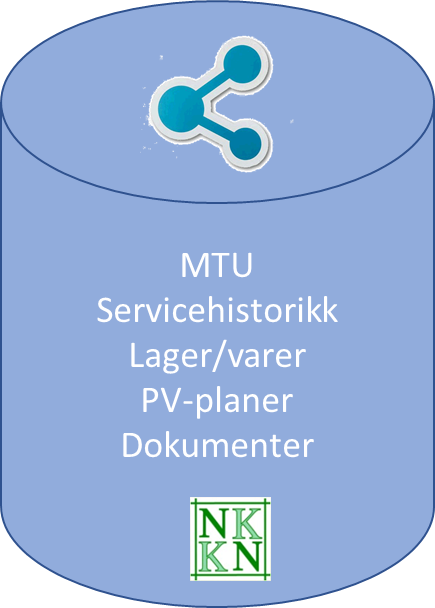 MTU
Servicehistorikk
Lager/varer
PV-planer
Dokumenter
NK
KN